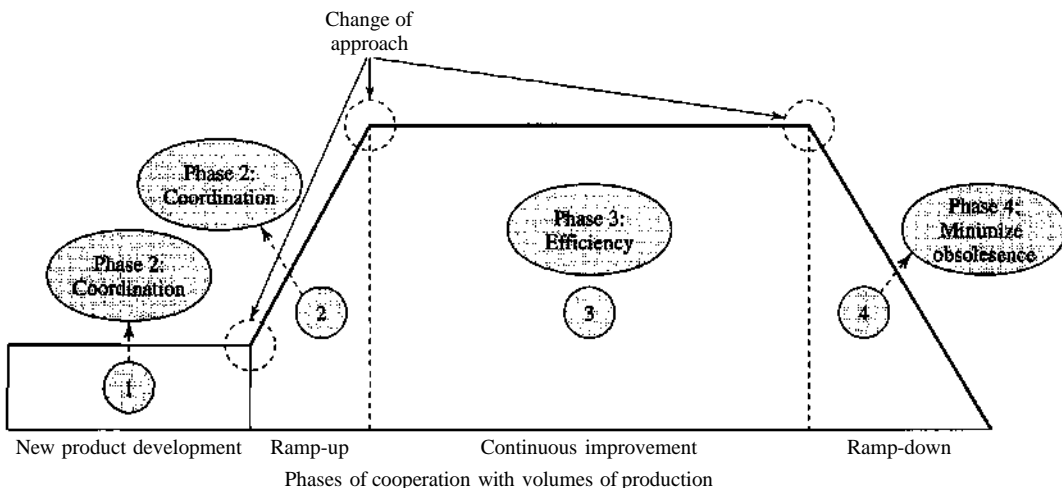 Change of
approach
Phase 2:
Coordination
Phase 2:
Coordination
Phase 3:
Efficiency
Phase 4:
Minunize
obsolesence
1
2
3
4
New product development
Ramp-up
Continuous improvement
Ramp-down
Phases of cooperation with volumes of production